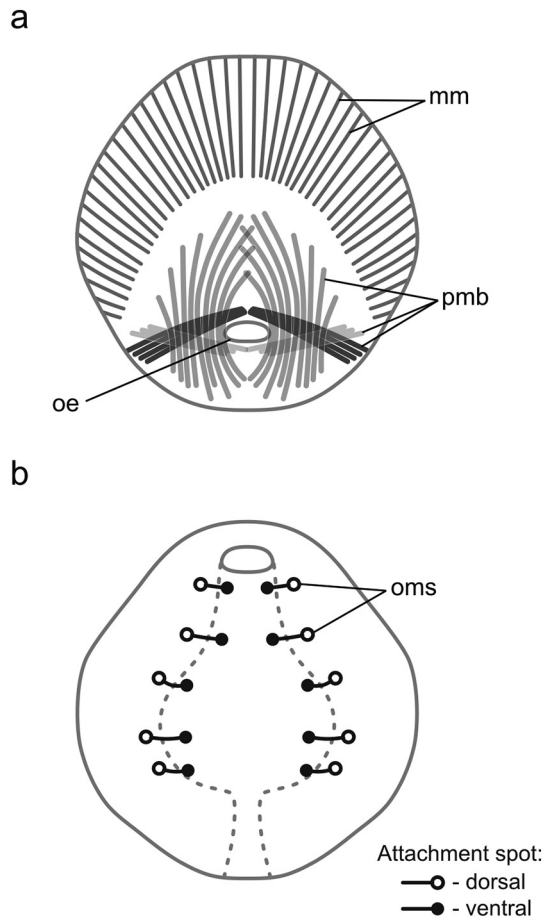 a
mm
pmb
oe
b
oms
Attachment spot:
- dorsal
- ventral